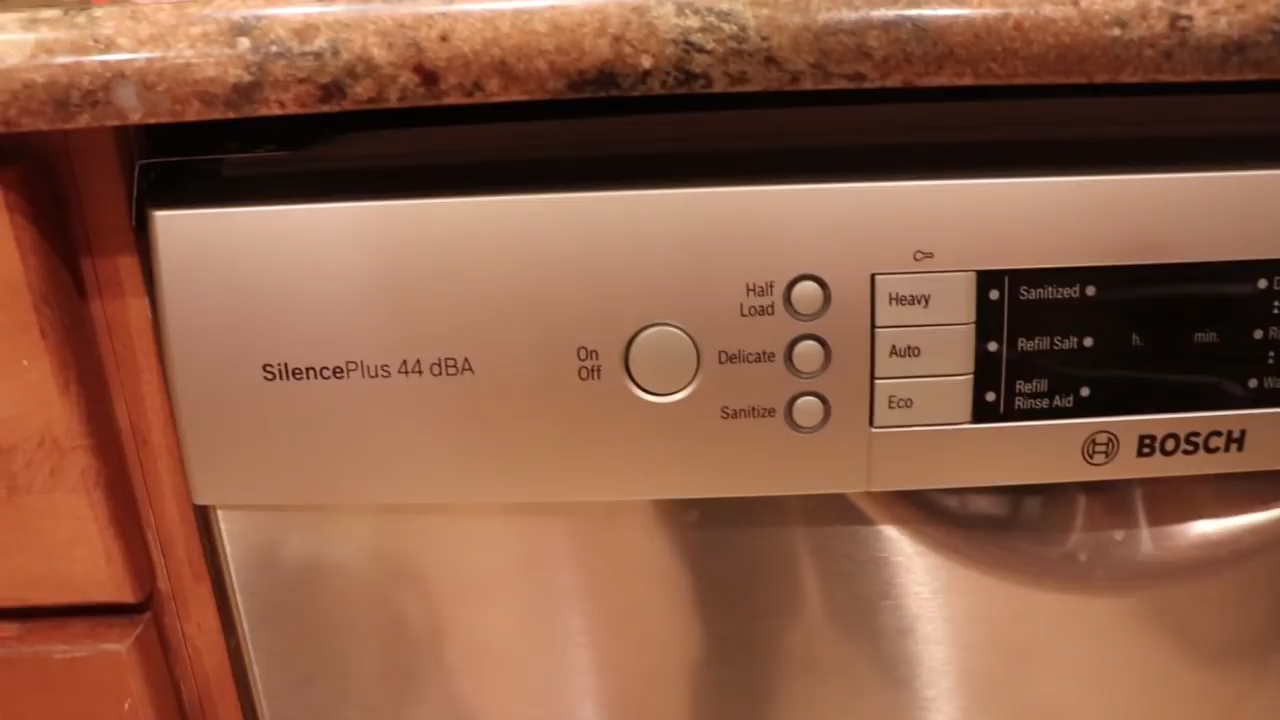 SilencePlus 44 dBA
On
Off
Half
Load
Delicate
Sanitize
Heavy
Auto
Eco
Sanitized
Refill Salt
Refill
Rinse Aid
h.
min.
BOSCH